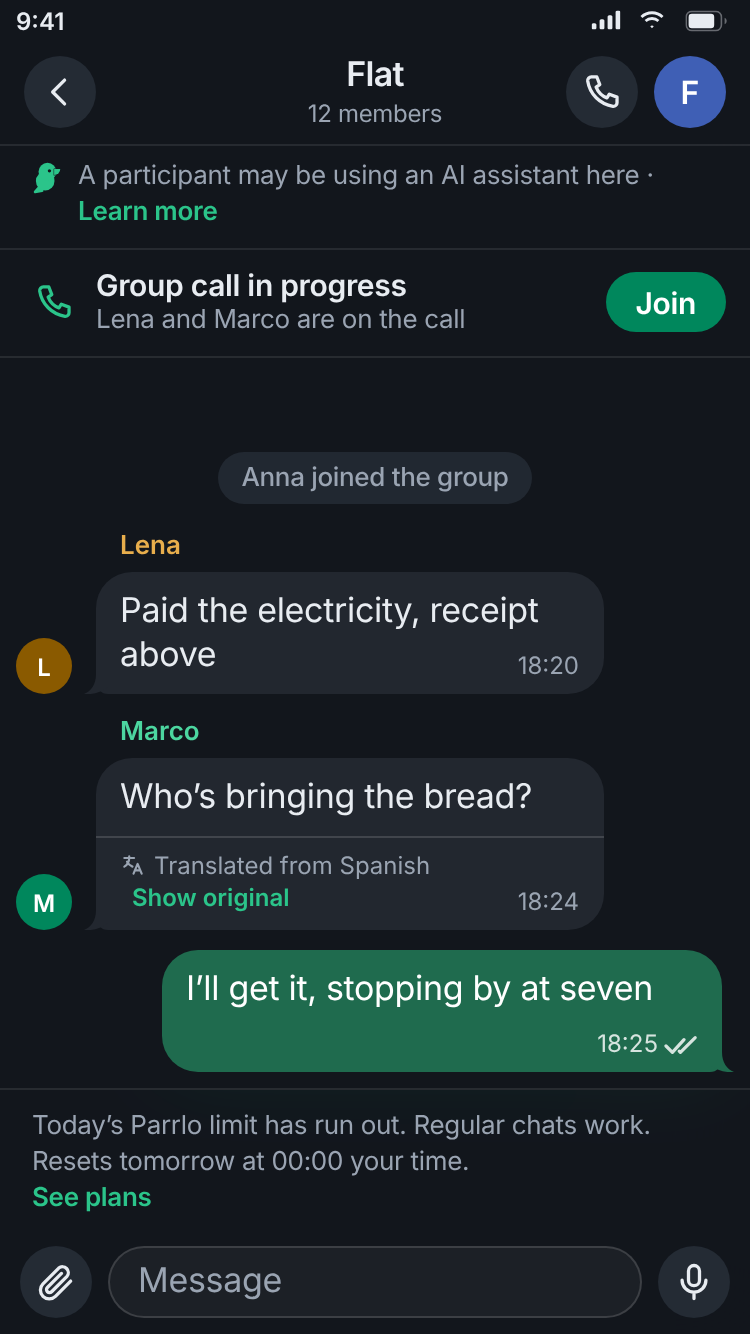 9:41
Flat
12 members
F
A participant may be using an AI assistant here ·
Learn more
Group call in progress
Lena and Marco are on the call
Join
Anna joined the group
Lena
Paid the electricity, receipt
above
18:20
L
Marco
Who’s bringing the bread?
Translated from Spanish
Show original
18:24
M
I’ll get it, stopping by at seven
18:25
Today’s Parrlo limit has run out. Regular chats work.
Resets tomorrow at 00:00 your time.
See plans
Message